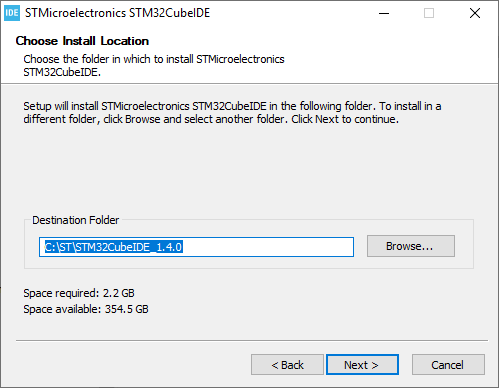 IDE STMicroelectronics STM32CubeIDE
Choose Install Location
Choose the folder in which to install STMicroelectronics
STM32CubeIDE.
Setup will install STMicroelectronics STM32CubeIDE in the following folder. To install in a
different folder, click Browse and select another folder. Click Next to continue.
Destination Folder
C:\ST\STM32CubeIDE_1.4.0 Browse...
Space required: 2.2 GB
Space available: 354.5 GB
< Back Next > Cancel